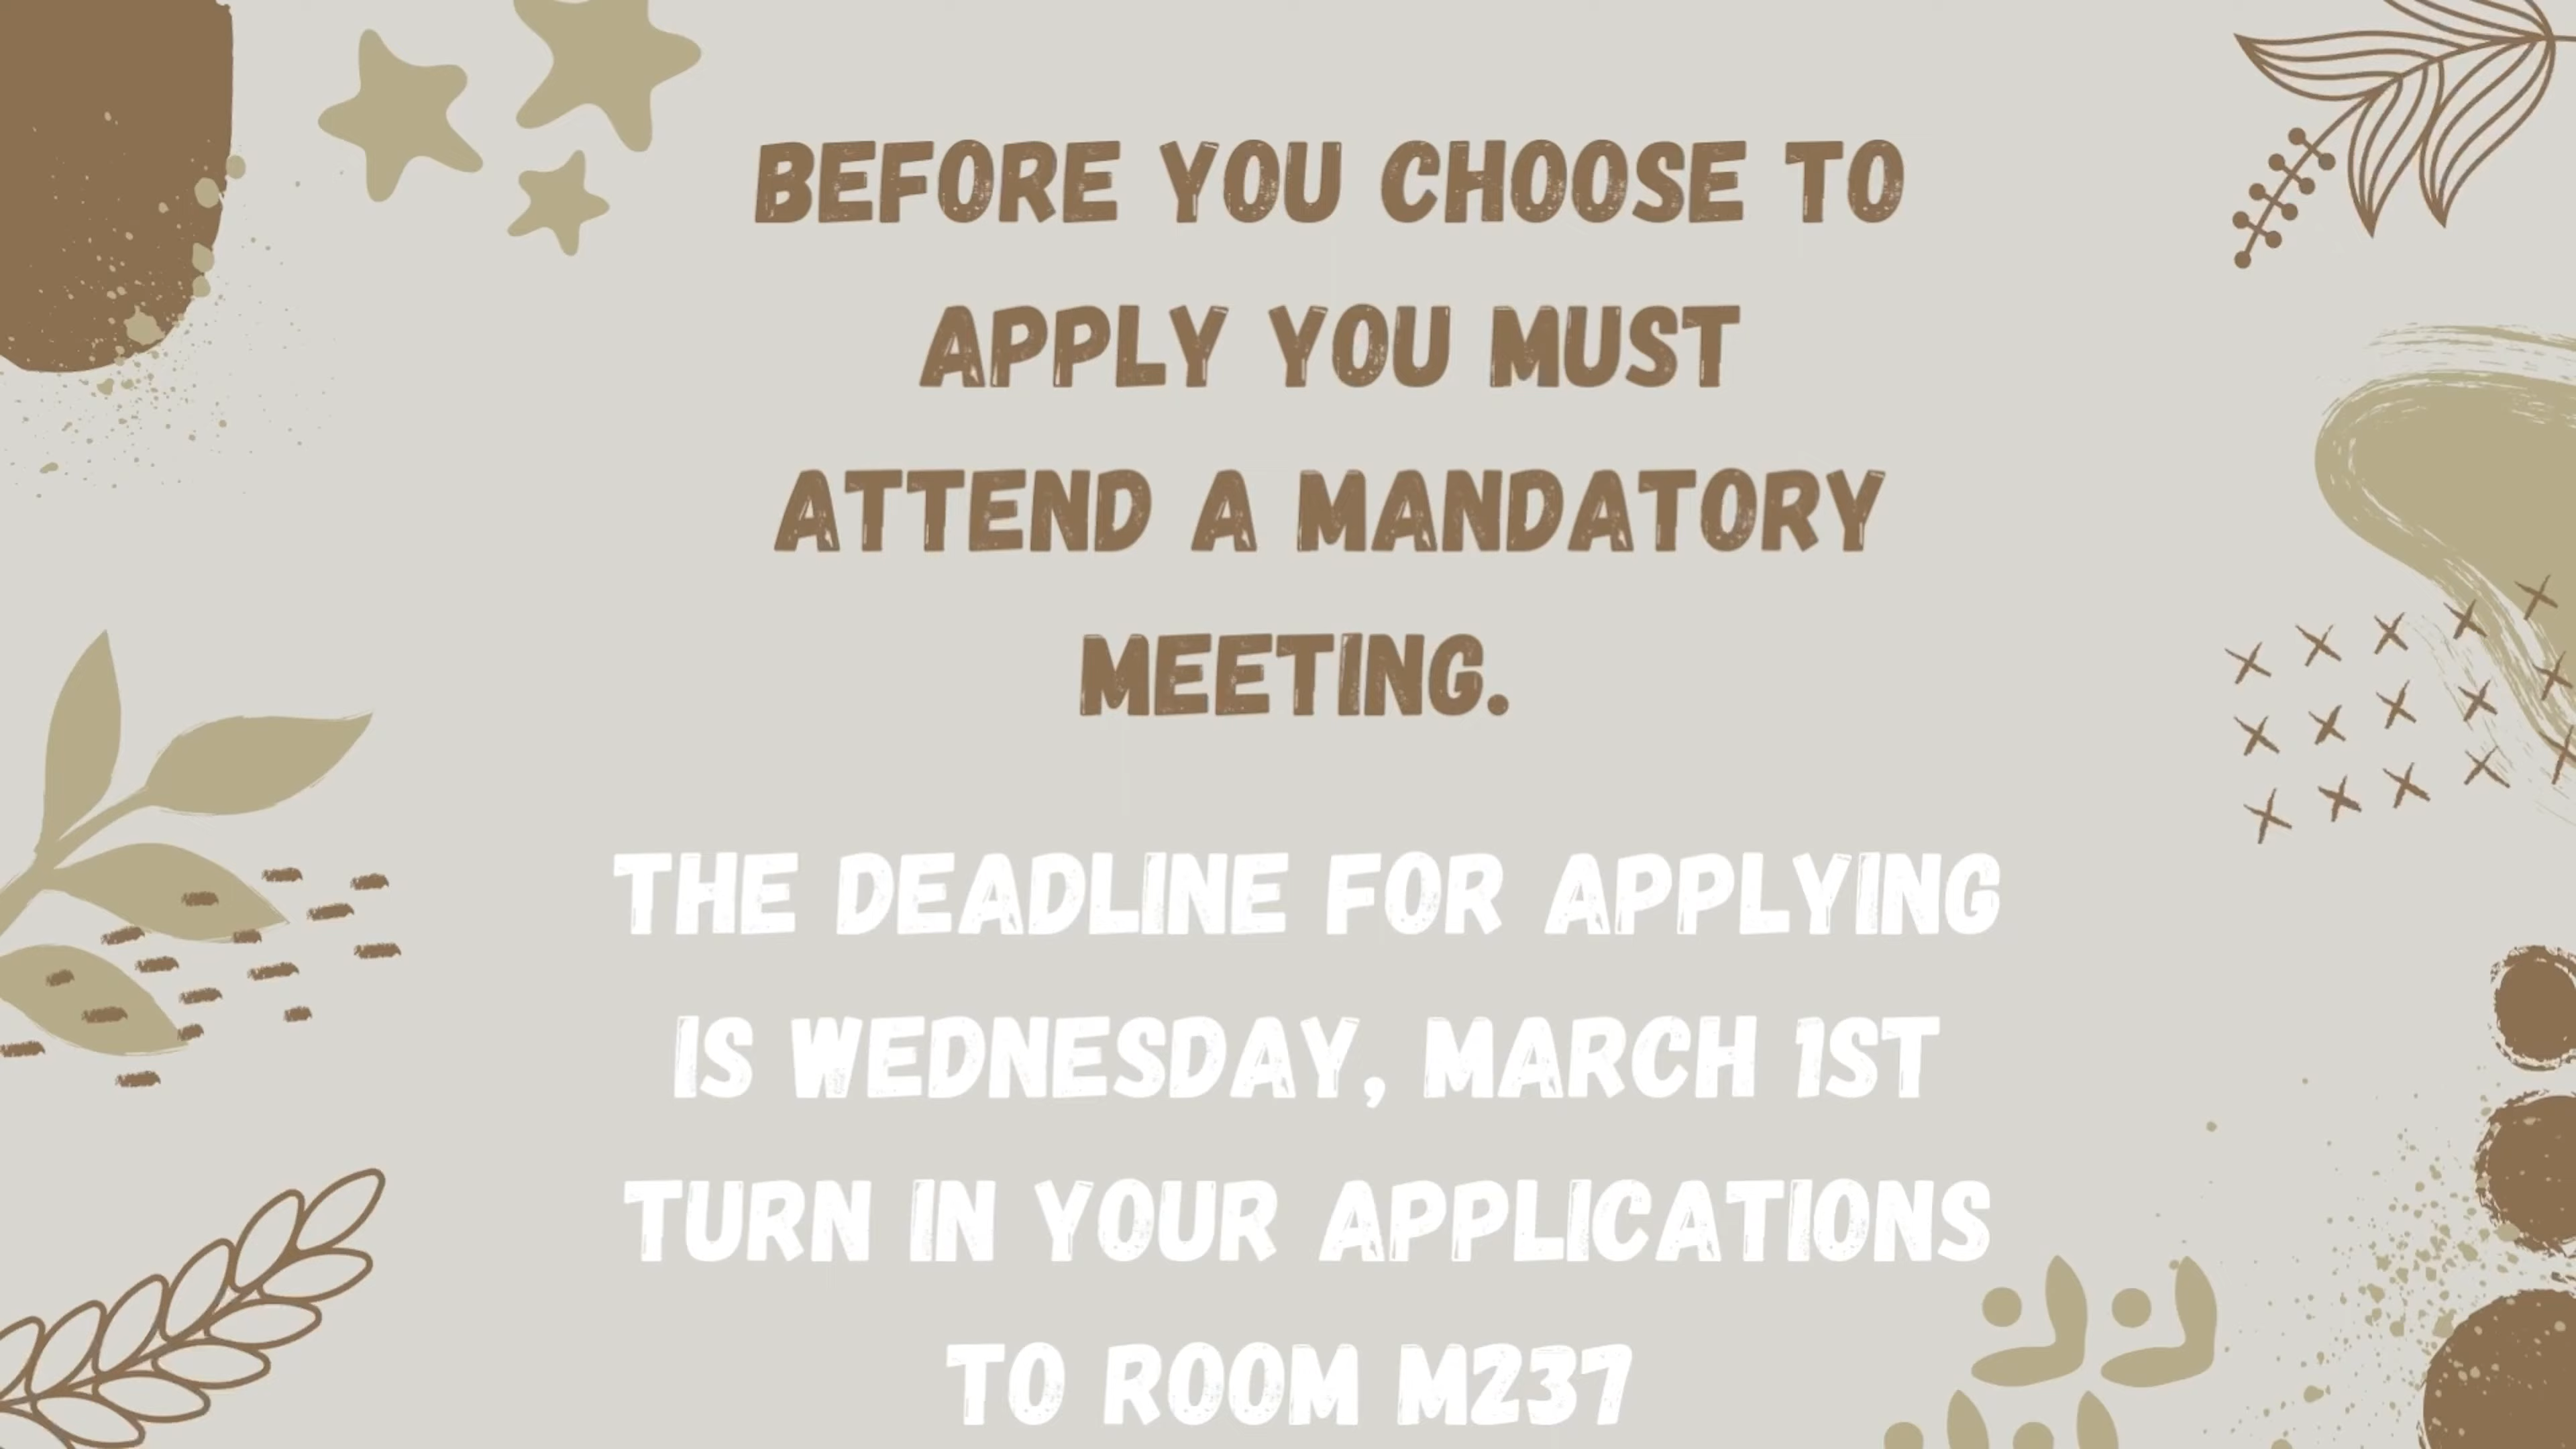 BEFORE YOU CHOOSE TO
APPLY YOU MUST
ATTEND A MANDATORY
MEETING.
THE DEADLINE FOR APPLYING
IS WEDNESDAY, MARCH 1ST
TURN IN YOUR APPLICATIONS
TO ROOM M237